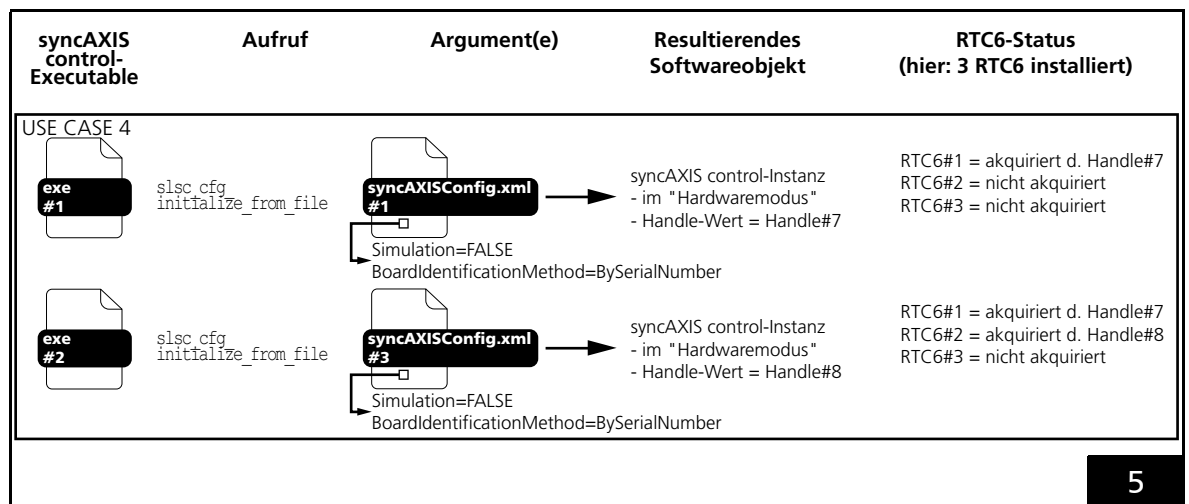 syncAXIS
control-
Executable
Aufruf
Argument(e)
Resultierendes
Softwareobjekt
RTC6-Status
(hier: 3 RTC6 installiert)
USE CASE 4
exe
#1
slsc_cfg_
initialize_from_file
syncAXISConfig.xml
#1
Simulation=FALSE
BoardIdentificationMethod=BySerialNumber
syncAXIS control-Instanz
- im "Hardwaremodus"
- Handle-Wert = Handle#7
RTC6#1 = akquiriert d. Handle#7
RTC6#2 = nicht akquiriert
RTC6#3 = nicht akquiriert
exe
#2
slsc_cfg_
initialize_from_file
syncAXISConfig.xml
#3
Simulation=FALSE
BoardIdentificationMethod=BySerialNumber
syncAXIS control-Instanz
- im "Hardwaremodus"
- Handle-Wert = Handle#8
RTC6#1 = akquiriert d. Handle#7
RTC6#2 = akquiriert d. Handle#8
RTC6#3 = nicht akquiriert
5